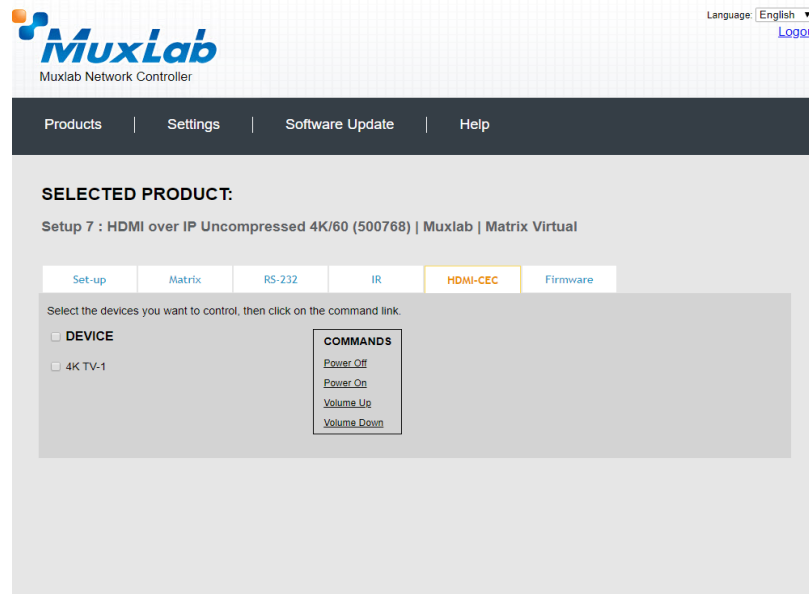 Language: English
Logou
MuxLab
Muxlab Network Controller
Products | Settings | Software Update | Help
SELECTED PRODUCT:
Setup 7 : HDMI over IP Uncompressed 4K/60 (500768) | Muxlab | Matrix Virtual
Set-up Matrix RS-232 IR HDMI-CEC Firmware
Select the devices you want to control, then click on the command link.
DEVICE
4K TV-1
COMMANDS
Power Off
Power On
Volume Up
Volume Down